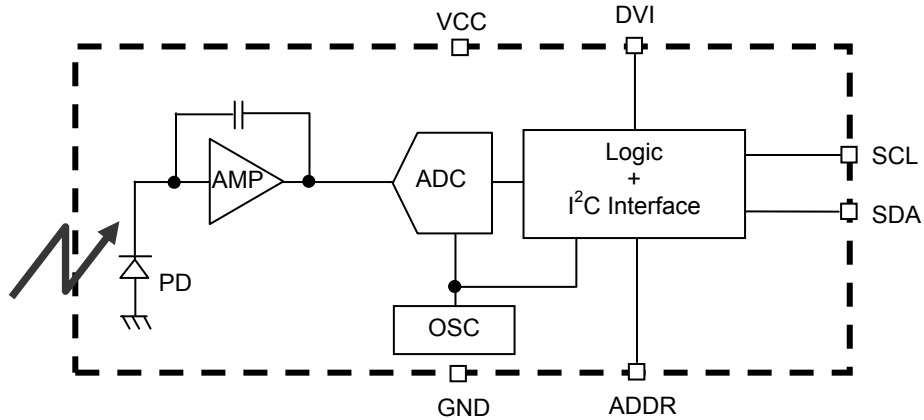 VCC
DVI
AMP
ADC
Logic
+
I²C Interface
SCL
SDA
PD
OSC
GND
ADDR